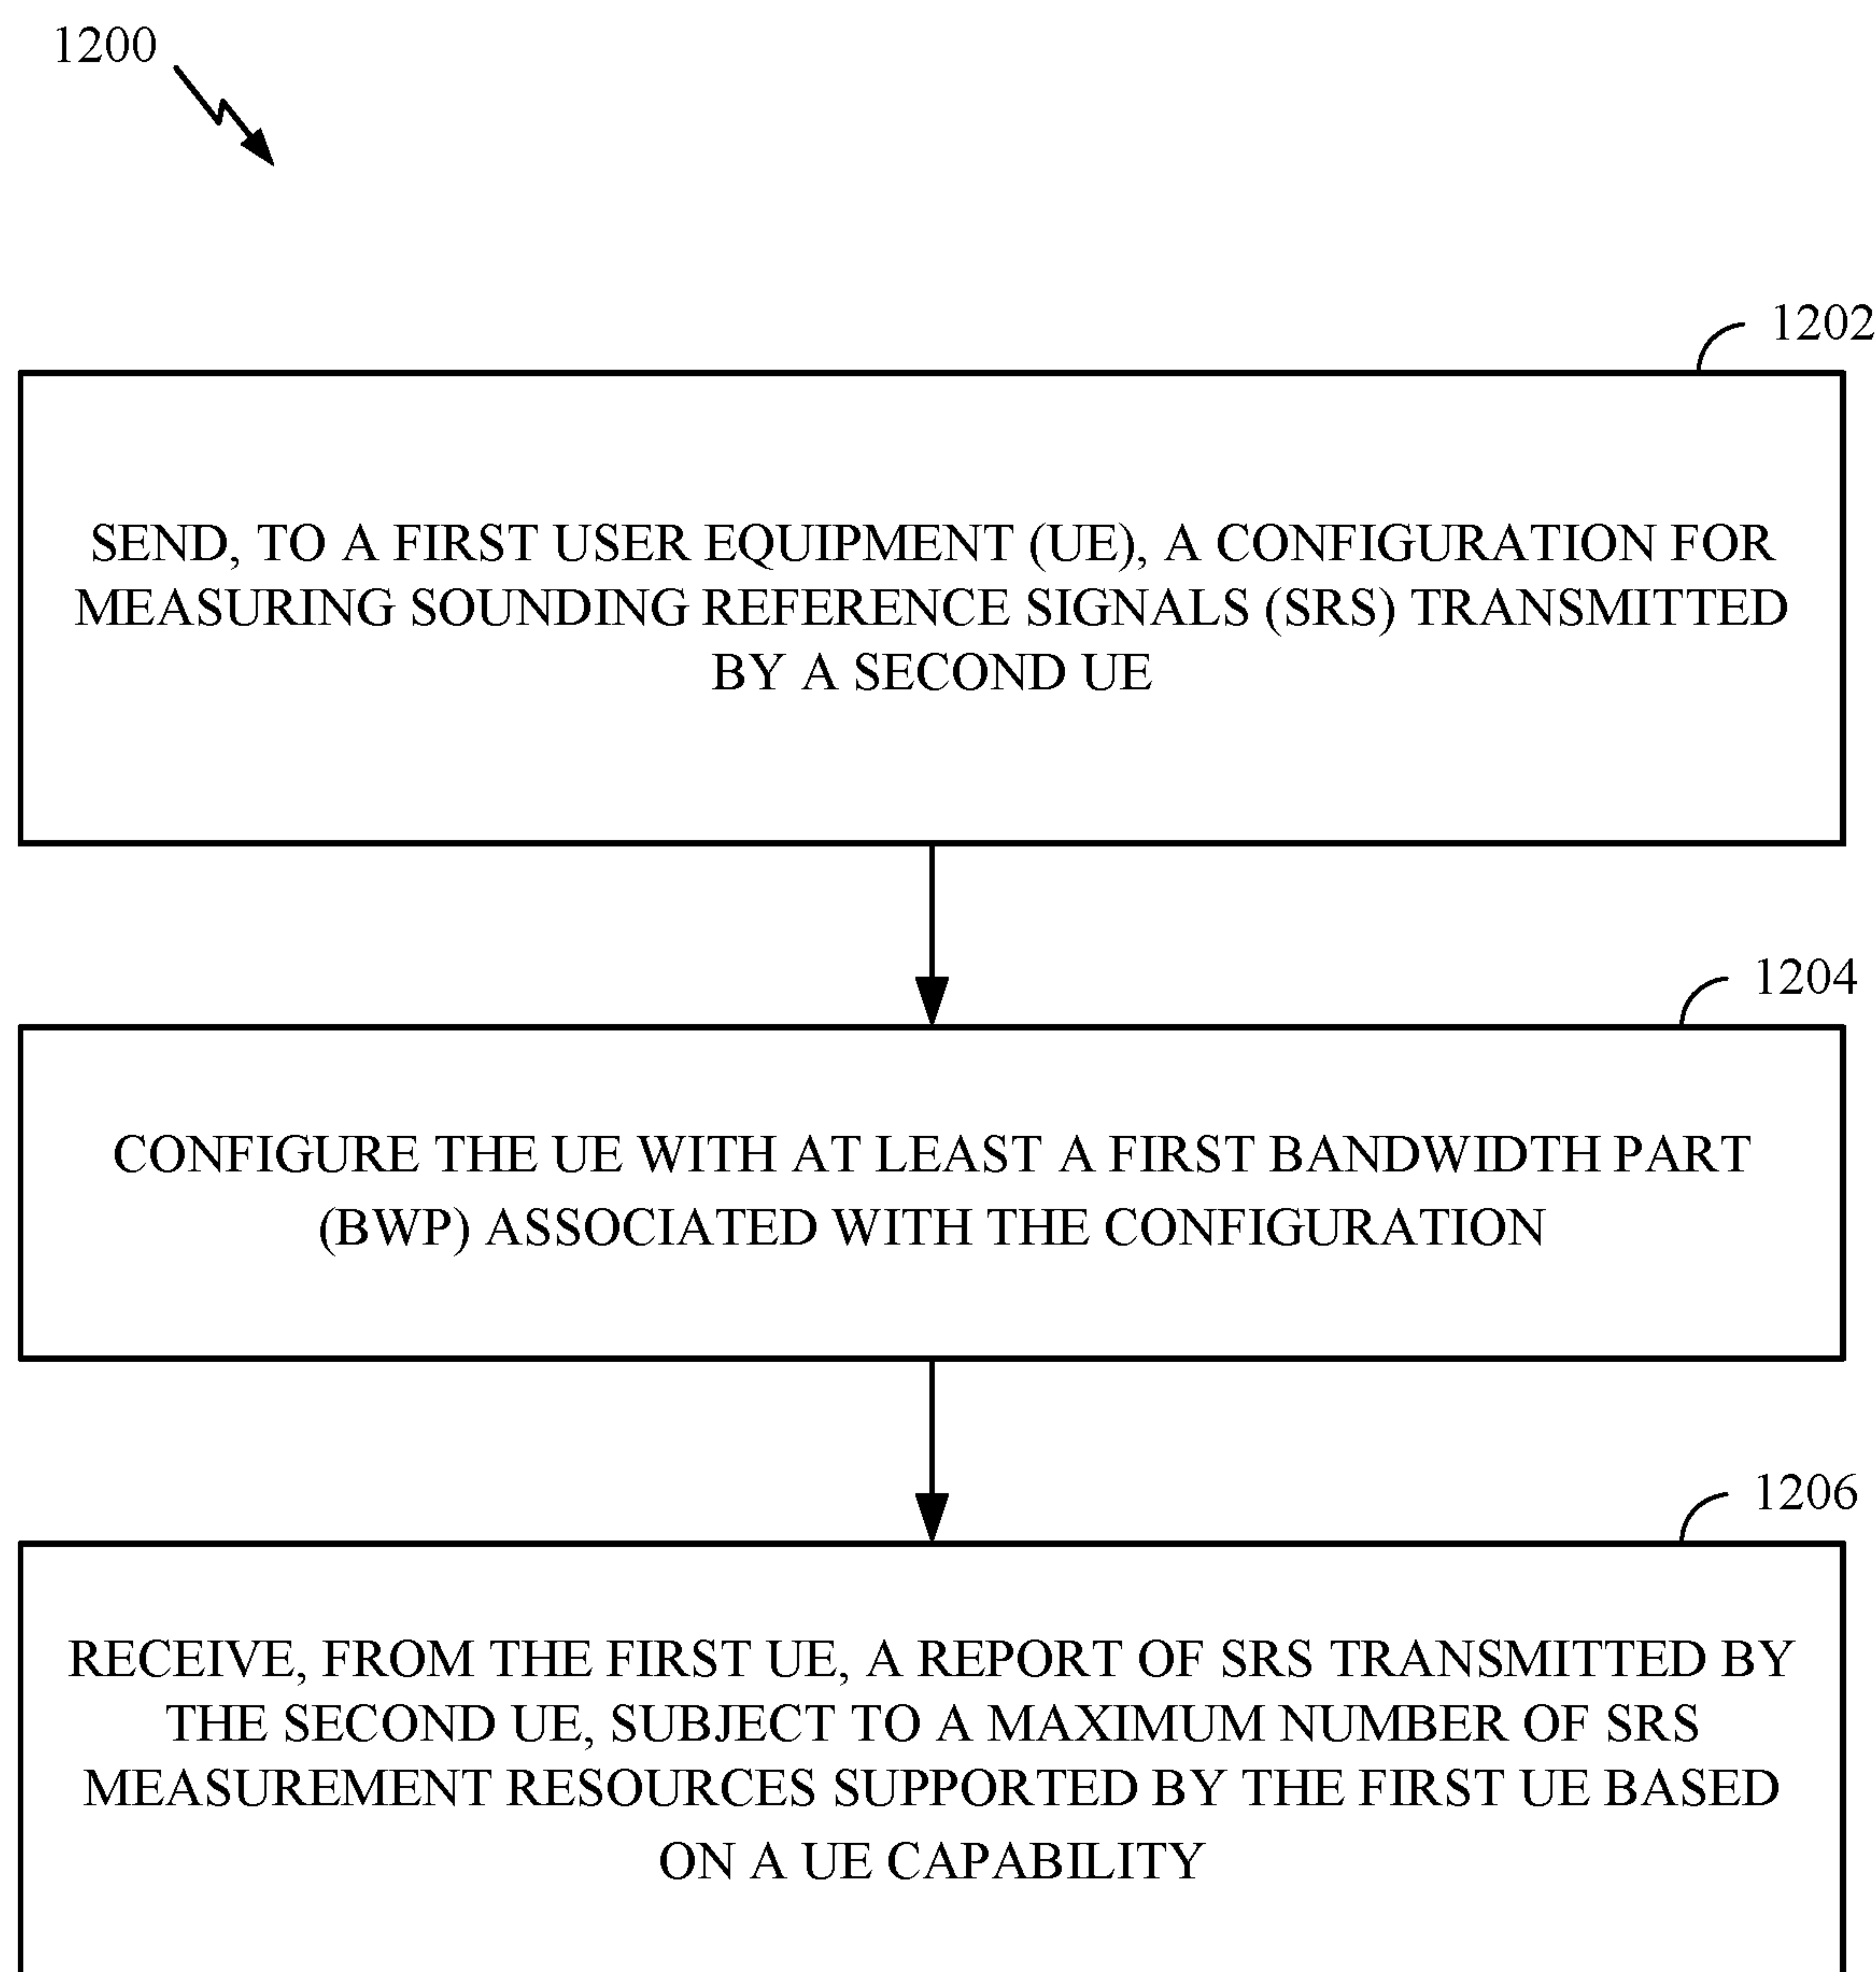 1200
1202
SEND, TO A FIRST USER EQUIPMENT (UE), A CONFIGURATION FOR
MEASURING SOUNDING REFERENCE SIGNALS (SRS) TRANSMITTED
BY A SECOND UE
1204
CONFIGURE THE UE WITH AT LEAST A FIRST BANDWIDTH PART
(BWP) ASSOCIATED WITH THE CONFIGURATION
1206
RECEIVE, FROM THE FIRST UE, A REPORT OF SRS TRANSMITTED BY
THE SECOND UE, SUBJECT TO A MAXIMUM NUMBER OF SRS
MEASUREMENT RESOURCES SUPPORTED BY THE FIRST UE BASED
ON A UE CAPABILITY